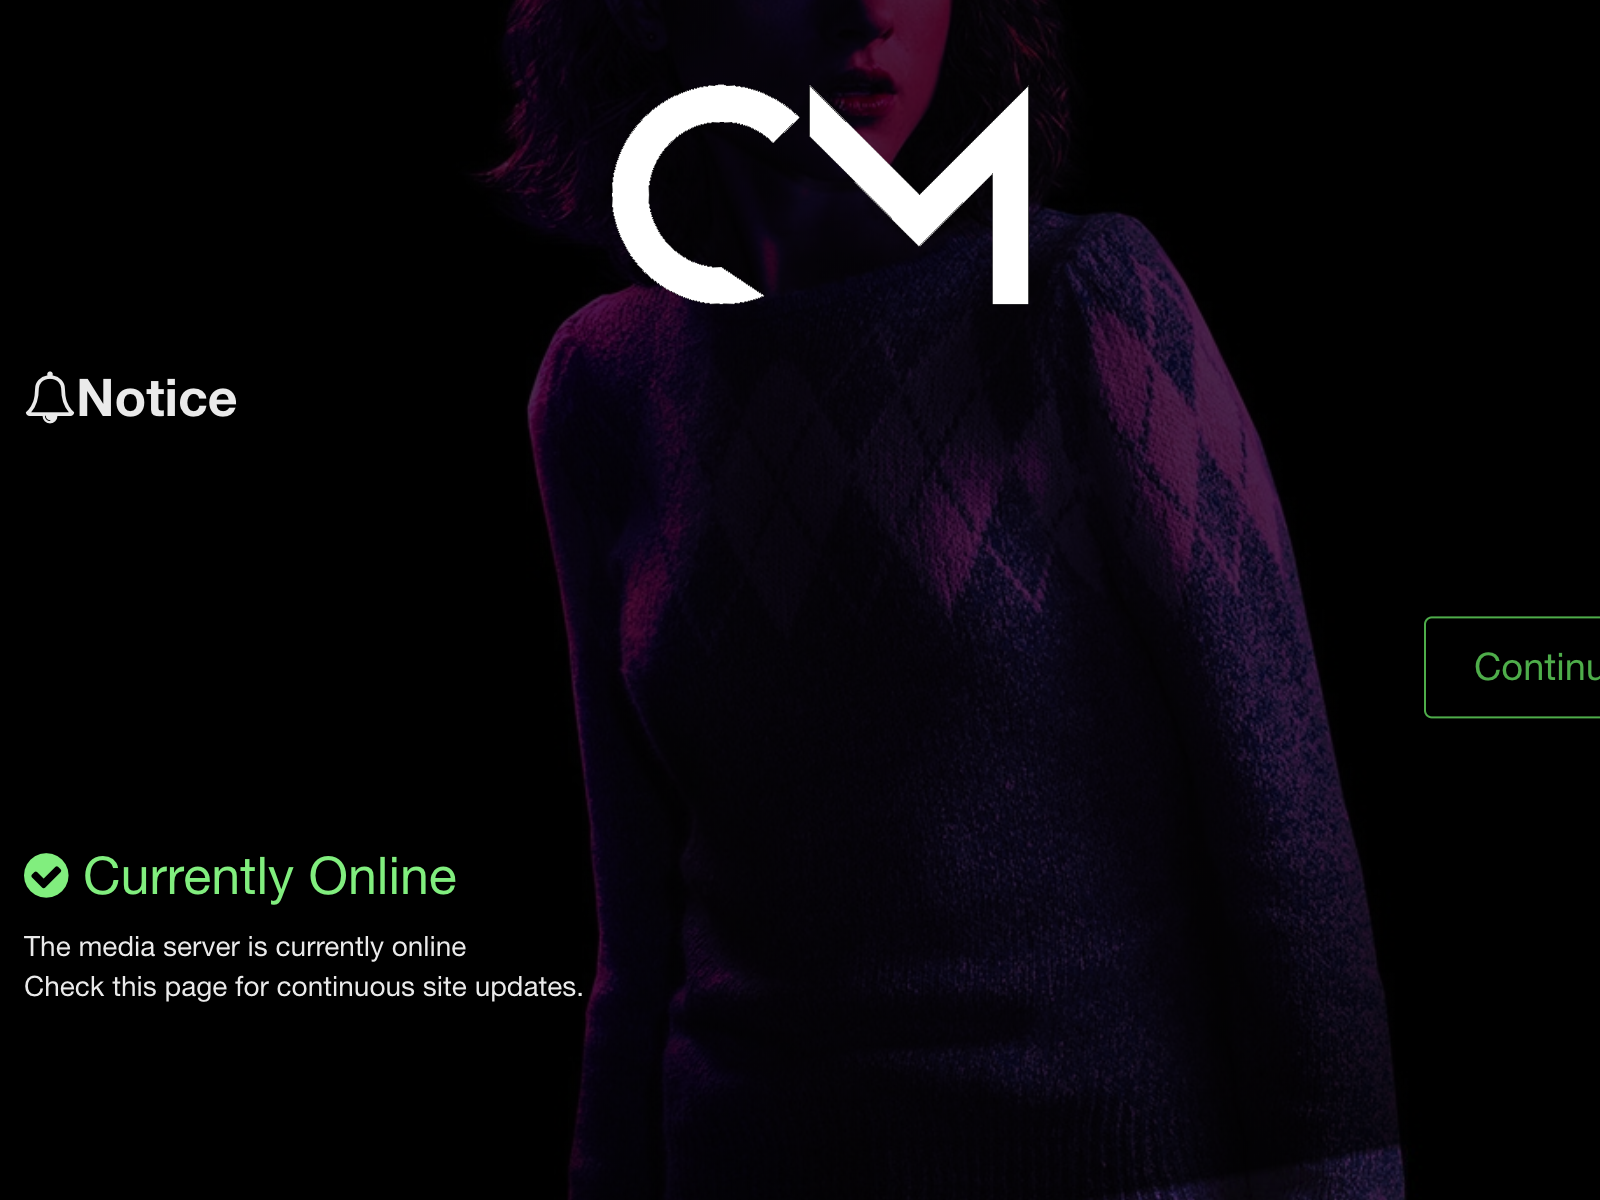 CM
Notice
Continu
Currently Online
The media server is currently online
Check this page for continuous site updates.